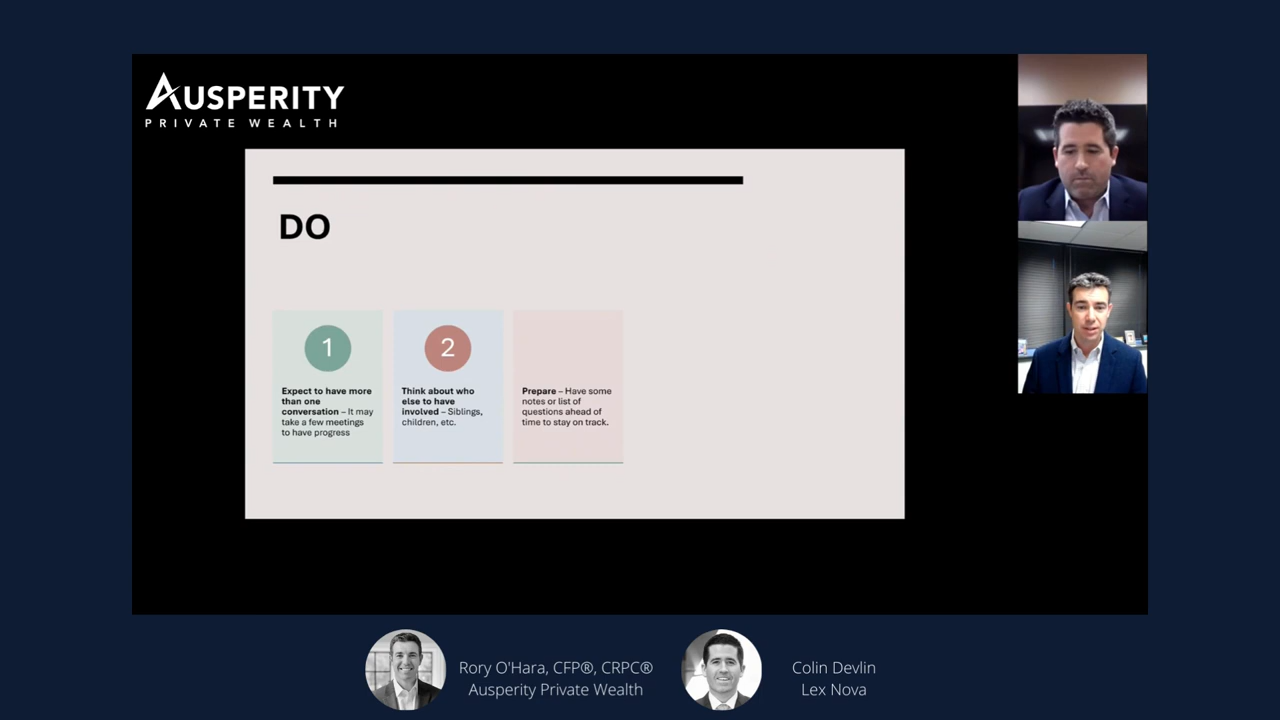 AUSPERITY
PRIVATE WEALTH
DO
1
Expect to have more
than one
conversation – It may
take a few meetings
to have progress
2
Think about who
else to have
involved – Siblings,
children, etc.
Prepare – Have some
notes or list of
questions ahead of
time to stay on track.
Rory O'Hara, CFP®, CRPC®
Ausperity Private Wealth
Colin Devlin
Lex Nova